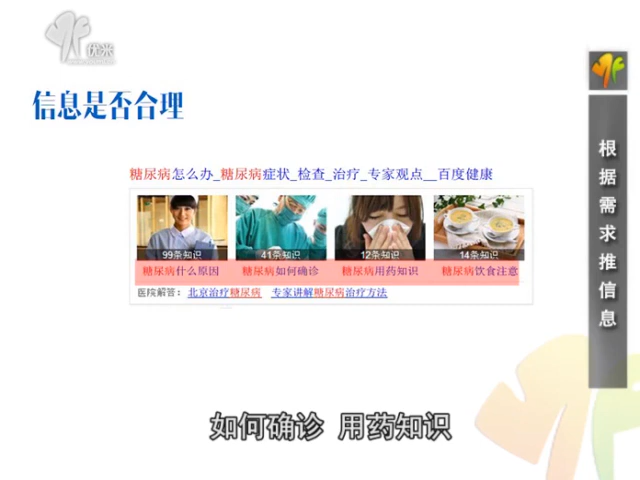 优米
信息是否合理
根据需求推信息
糖尿病怎么办_糖尿病症状_检查_治疗_专家观点__百度健康
99条知识
41条知识
12条知识
14条知识
糖尿病什么原因
糖尿病如何确诊
糖尿病用药知识
糖尿病饮食注意
医院解答： 北京治疗糖尿病 专家讲解糖尿病治疗方法
如何确诊 用药知识